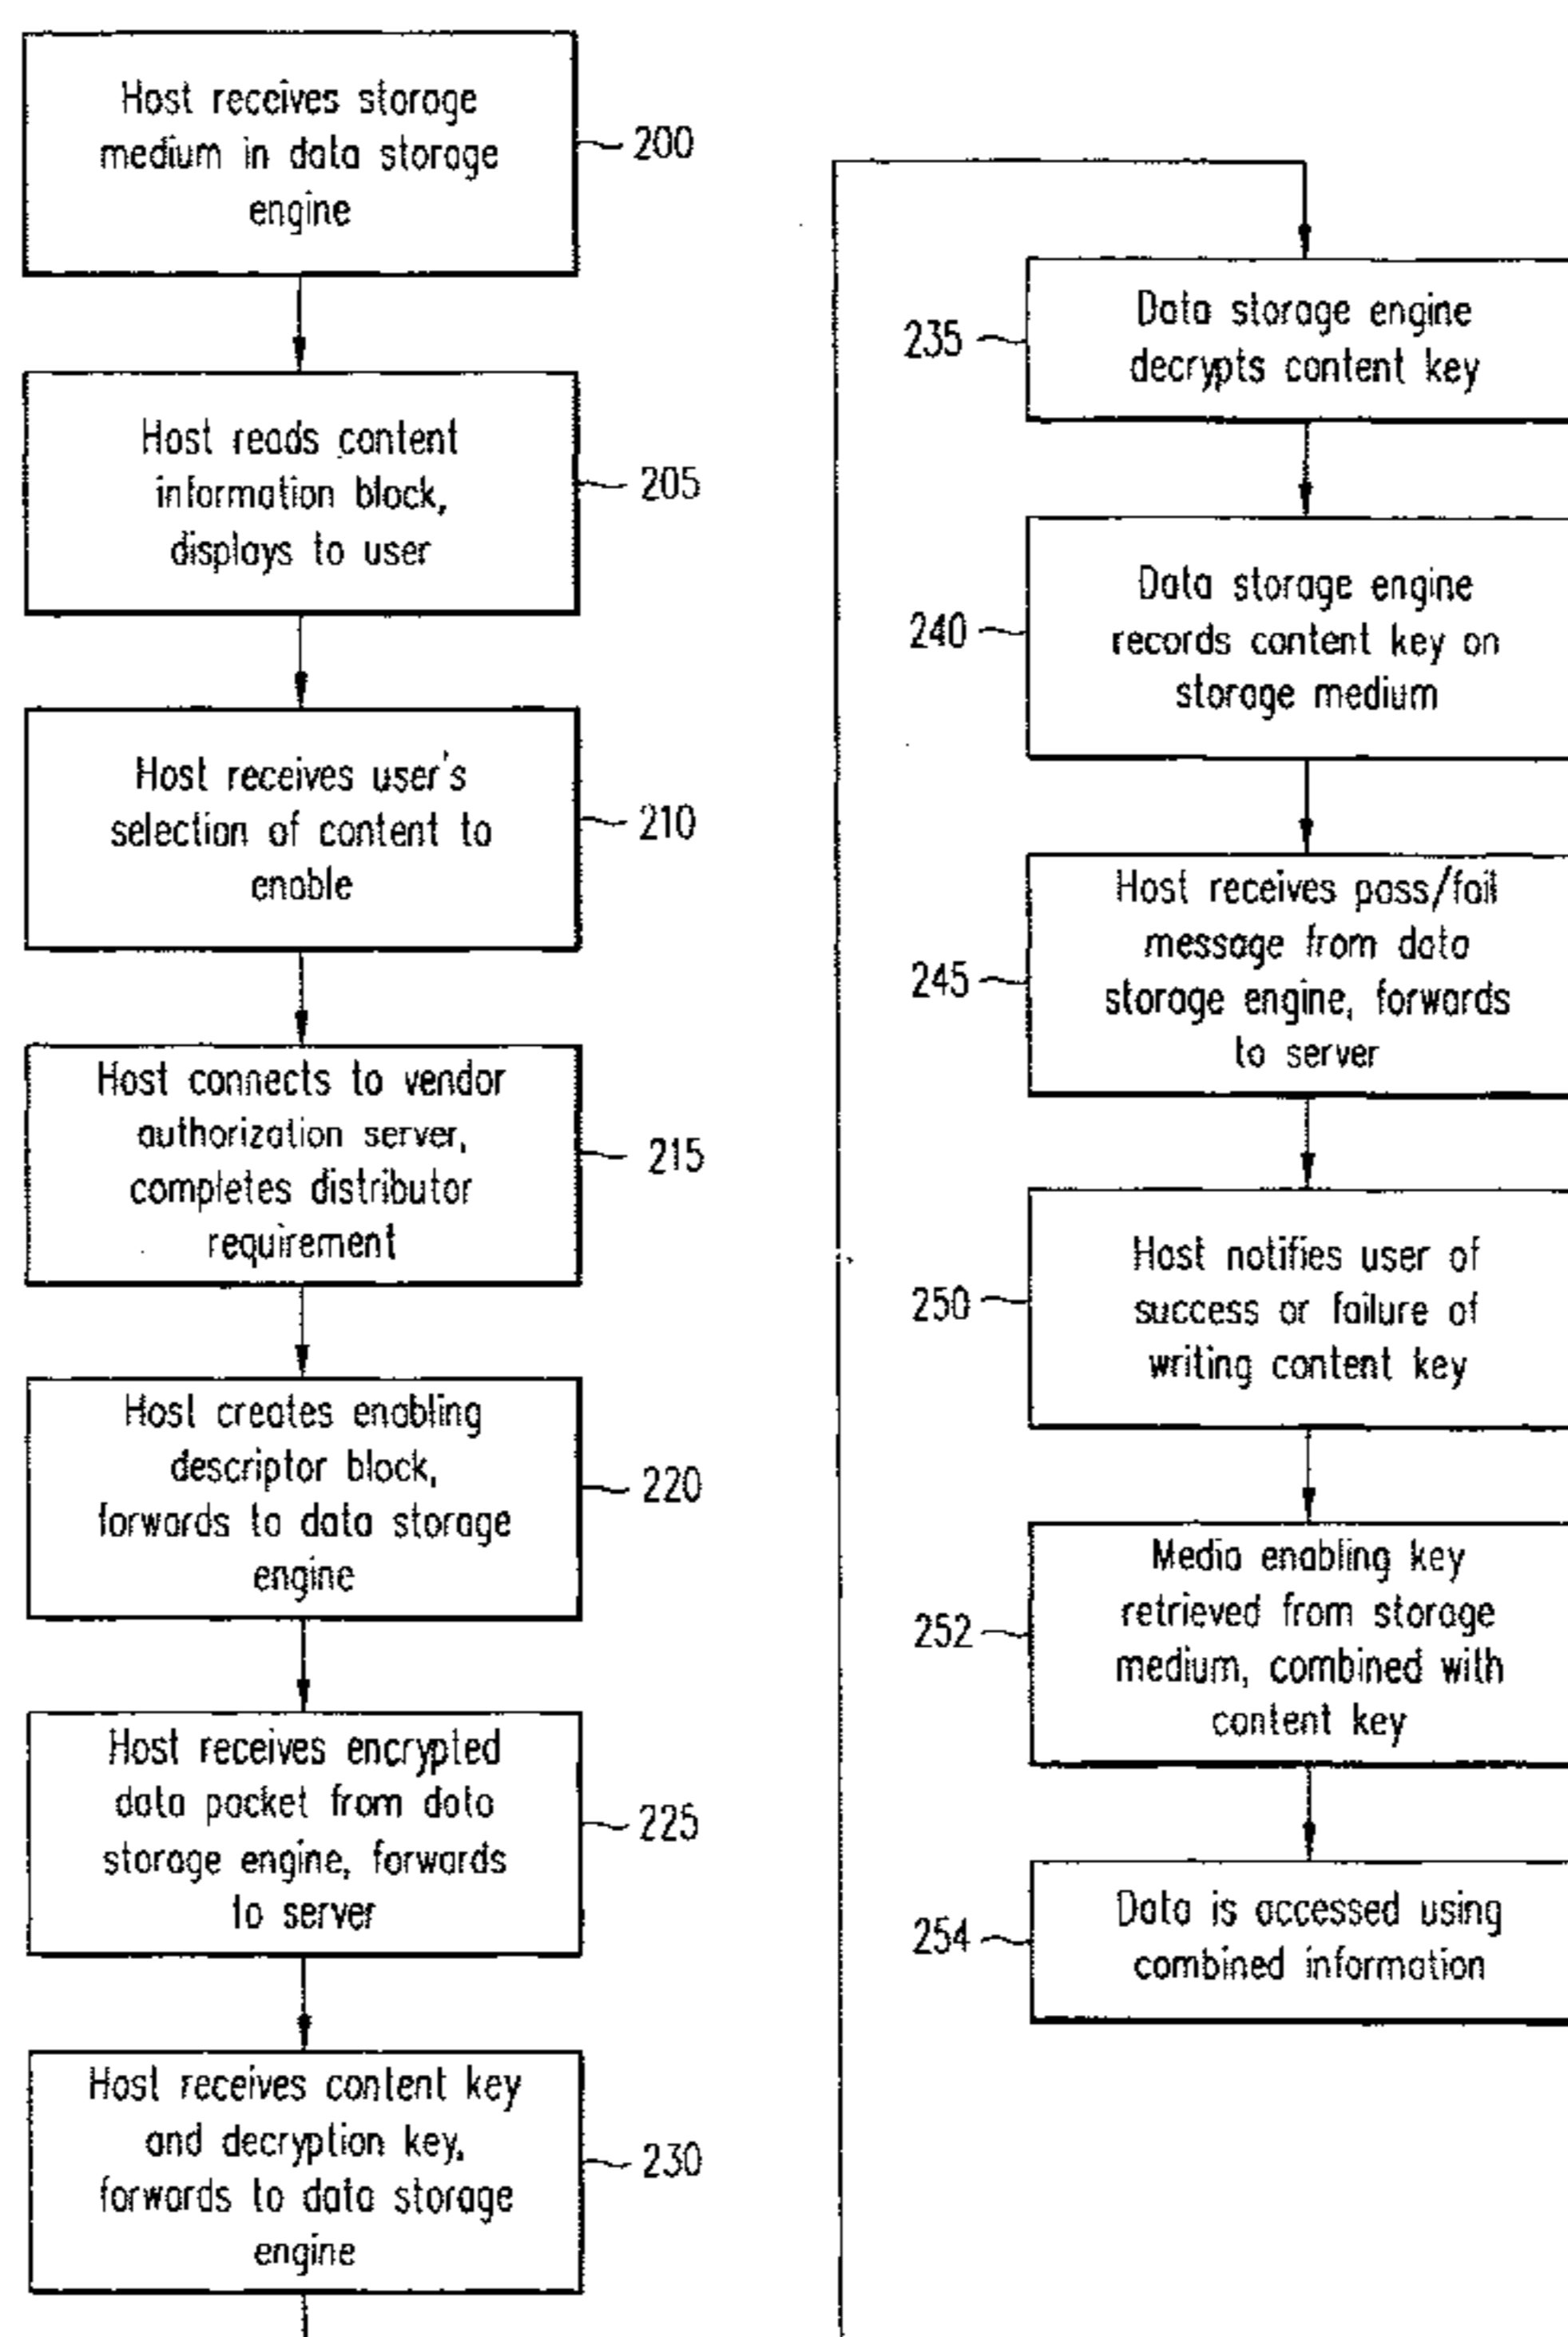 Host receives storage
medium in data storage
engine
200
Host reads content
information block,
displays to user
205
Host receives user's
selection of content to
enable
210
Host connects to vendor
authorization server,
completes distributor
requirement
215
Host creates enabling
descriptor block,
forwards to data storage
engine
220
Host receives encrypted
data packet from data
storage engine, forwards
to server
225
Host receives content key
and decryption key,
forwards to data storage
engine
230
Data storage engine
decrypts content key
235
Data storage engine
records content key on
storage medium
240
Host receives pass/fail
message from data
storage engine, forwards
to server
245
Host notifies user of
success or failure of
writing content key
250
Media enabling key
retrieved from storage
medium, combined with
content key
252
Data is accessed using
combined information
254